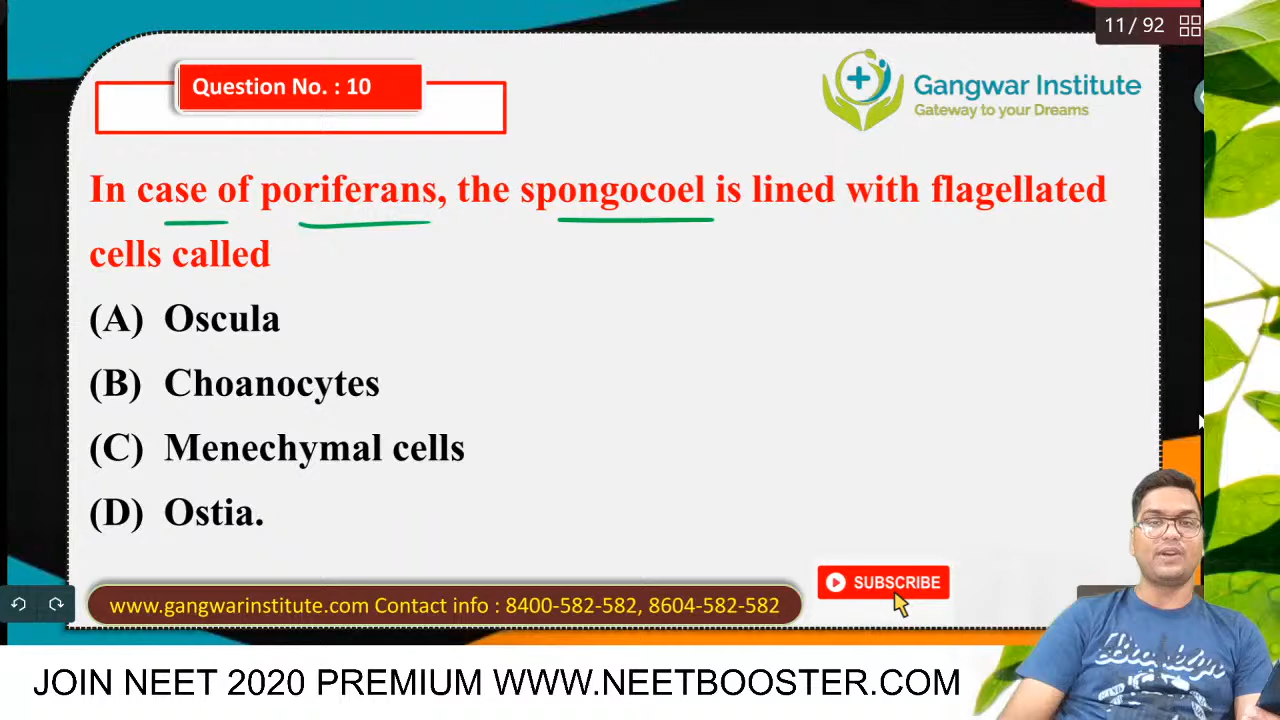 11 / 92
Question No. : 10
Gangwar Institute
Gateway to your Dreams
In case of poriferans, the spongocoel is lined with flagellated
cells called
(A) Oscula
(B) Choanocytes
(C) Menechymal cells
(D) Ostia.
www.gangwarinstitute.com Contact info : 8400-582-582, 8604-582-582
SUBSCRIBE
JOIN NEET 2020 PREMIUM WWW.NEETBOOSTER.COM